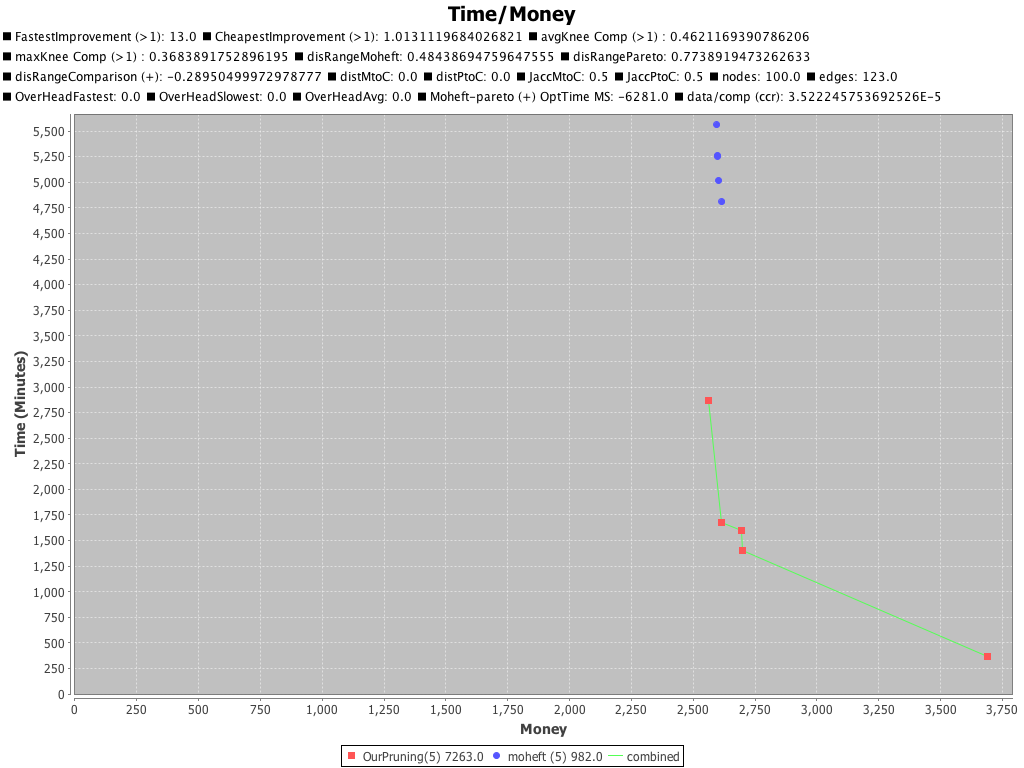 Time/Money
FastestImprovement (>1): 13.0 CheapestImprovement (>1): 1.0131119684026821 avgKnee Comp (>1) : 0.4621169390786206
maxKnee Comp (>1) : 0.3683891752896195 disRangeMoheft: 0.48438694759647555 disRangePareto: 0.7738919473262633
disRangeComparison (+): -0.28950499972978777 distMtoC: 0.0 distPtoC: 0.0 JaccMtoC: 0.5 JaccPtoC: 0.5 nodes: 100.0 edges: 123.0
OverHeadFastest: 0.0 OverHeadSlowest: 0.0 OverHeadAvg: 0.0 Moheft-pareto (+) OptTime MS: -6281.0 data/comp (ccr): 3.522245753692526E-5
Time (Minutes)
5,500
5,250
5,000
4,750
4,500
4,250
4,000
3,750
3,500
3,250
3,000
2,750
2,500
2,250
2,000
1,750
1,500
1,250
1,000
750
500
250
0
0 250 500 750 1,000 1,250 1,500 1,750 2,000 2,250 2,500 2,750 3,000 3,250 3,500 3,750
Money
OurPruning(5) 7263.0 moheft (5) 982.0 combined